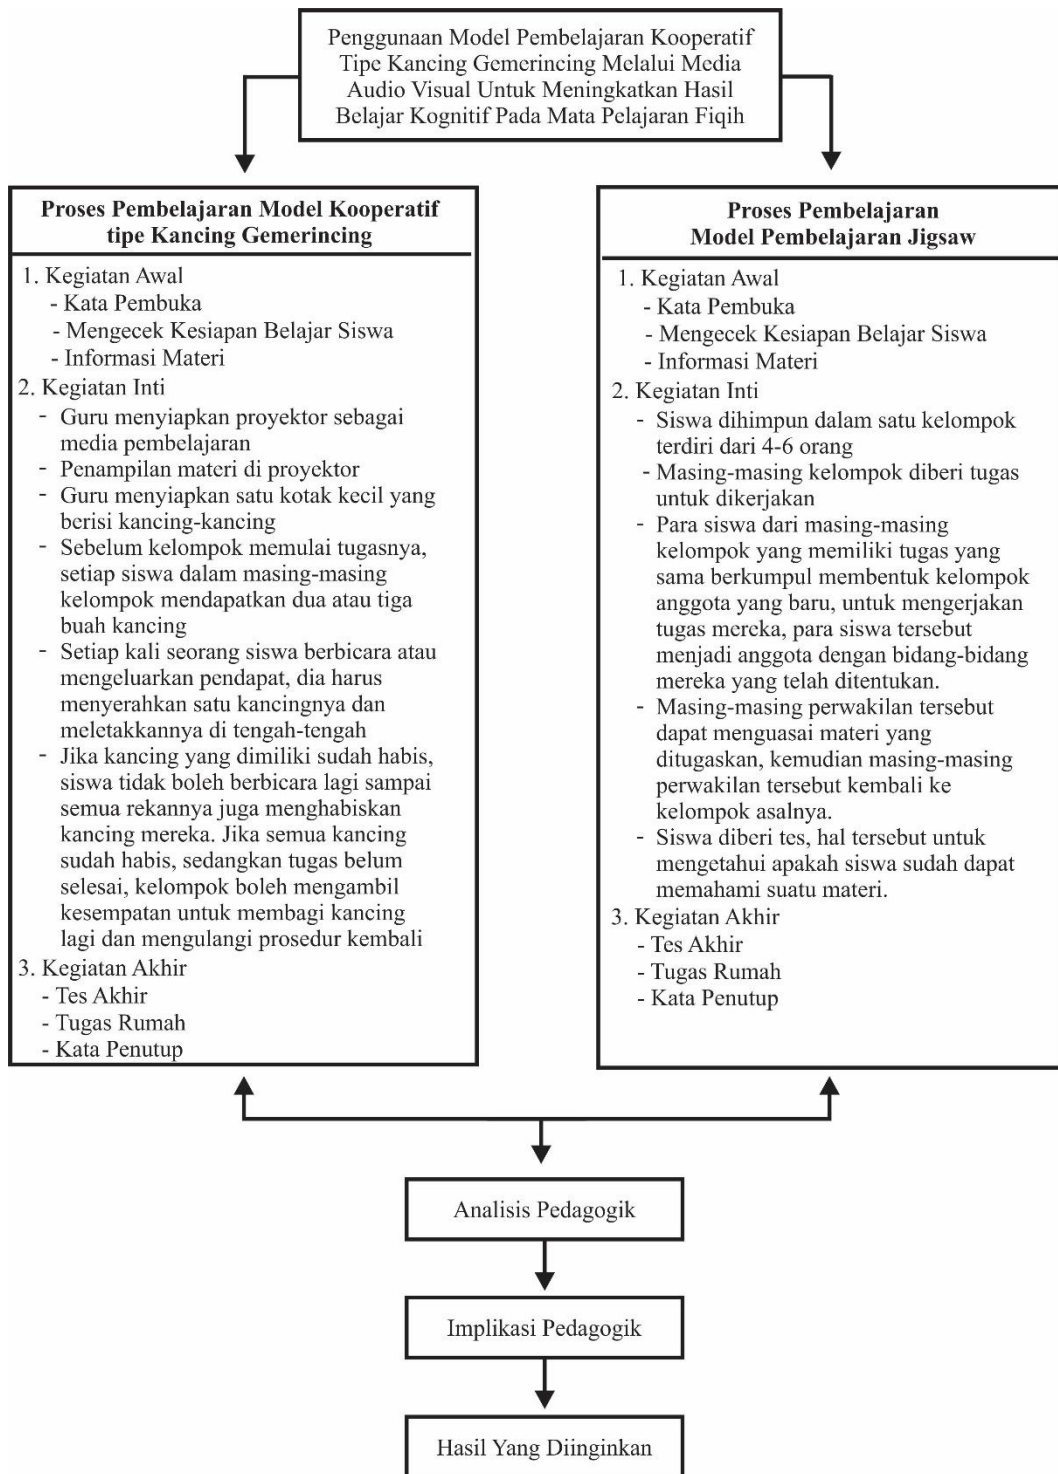 Penggunaan Model Pembelajaran Kooperatif
Tipe Kancing Gemerincing Melalui Media
Audio Visual Untuk Meningkatkan Hasil
Belajar Kognitif Pada Mata Pelajaran Fiqih
Proses Pembelajaran Model Kooperatif
tipe Kancing Gemerincing
1. Kegiatan Awal
- Kata Pembuka
- Mengecek Kesiapan Belajar Siswa
- Informasi Materi
2. Kegiatan Inti
- Guru menyiapkan proyektor sebagai
media pembelajaran
- Penampilan materi di proyektor
- Guru menyiapkan satu kotak kecil yang
berisi kancing-kancing
- Sebelum kelompok memulai tugasnya,
setiap siswa dalam masing-masing
kelompok mendapatkan dua atau tiga
buah kancing
- Setiap kali seorang siswa berbicara atau
mengeluarkan pendapat, dia harus
menyerahkan satu kancingnya dan
meletakkannya di tengah-tengah
- Jika kancing yang dimiliki sudah habis,
siswa tidak boleh berbicara lagi sampai
semua rekannya juga menghabiskan
kancing mereka. Jika semua kancing
sudah habis, sedangkan tugas belum
selesai, kelompok boleh mengambil
kesempatan untuk membagi kancing
lagi dan mengulangi prosedur kembali
3. Kegiatan Akhir
- Tes Akhir
- Tugas Rumah
- Kata Penutup
Proses Pembelajaran
Model Pembelajaran Jigsaw
1. Kegiatan Awal
- Kata Pembuka
- Mengecek Kesiapan Belajar Siswa
- Informasi Materi
2. Kegiatan Inti
- Siswa dihimpun dalam satu kelompok
terdiri dari 4-6 orang
- Masing-masing kelompok diberi tugas
untuk dikerjakan
- Para siswa dari masing-masing
kelompok yang memiliki tugas yang
sama berkumpul membentuk kelompok
anggota yang baru, untuk mengerjakan
tugas mereka, para siswa tersebut
menjadi anggota dengan bidang-bidang
mereka yang telah ditentukan.
- Masing-masing perwakilan tersebut
dapat menguasai materi yang
ditugaskan, kemudian masing-masing
perwakilan tersebut kembali ke
kelompok asalnya.
- Siswa diberi tes, hal tersebut untuk
mengetahui apakah siswa sudah dapat
memahami suatu materi.
3. Kegiatan Akhir
- Tes Akhir
- Tugas Rumah
- Kata Penutup
Analisis Pedagogik
Implikasi Pedagogik
Hasil Yang Diinginkan